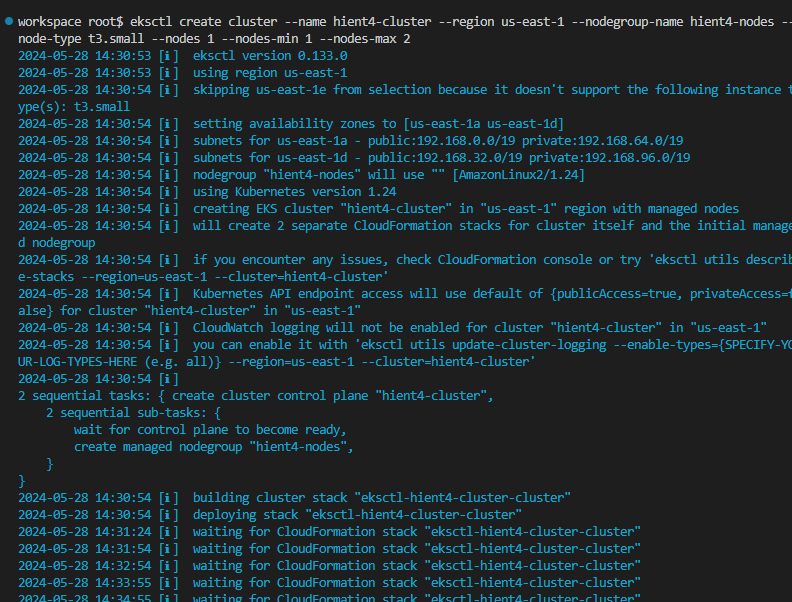 workspace root$ eksctl create cluster --name hient4-cluster --region us-east-1 --nodegroup-name hient4-nodes --
node-type t3.small --nodes 1 --nodes-min 1 --nodes-max 2
2024-05-28 14:30:53 [ℹ]  eksctl version 0.133.0
2024-05-28 14:30:53 [ℹ]  using region us-east-1
2024-05-28 14:30:54 [ℹ]  skipping us-east-1e from selection because it doesn't support the following instance t
ype(s): t3.small
2024-05-28 14:30:54 [ℹ]  setting availability zones to [us-east-1a us-east-1d]
2024-05-28 14:30:54 [ℹ]  subnets for us-east-1a - public:192.168.0.0/19 private:192.168.64.0/19
2024-05-28 14:30:54 [ℹ]  subnets for us-east-1d - public:192.168.32.0/19 private:192.168.96.0/19
2024-05-28 14:30:54 [ℹ]  nodegroup "hient4-nodes" will use "" [AmazonLinux2/1.24]
2024-05-28 14:30:54 [ℹ]  using Kubernetes version 1.24
2024-05-28 14:30:54 [ℹ]  creating EKS cluster "hient4-cluster" in "us-east-1" region with managed nodes
2024-05-28 14:30:54 [ℹ]  will create 2 separate CloudFormation stacks for cluster itself and the initial manage
d nodegroup
2024-05-28 14:30:54 [ℹ]  if you encounter any issues, check CloudFormation console or try 'eksctl utils describ
e-stacks --region=us-east-1 --cluster=hient4-cluster'
2024-05-28 14:30:54 [ℹ]  Kubernetes API endpoint access will use default of {publicAccess=true, privateAccess=f
alse} for cluster "hient4-cluster" in "us-east-1"
2024-05-28 14:30:54 [ℹ]  CloudWatch logging will not be enabled for cluster "hient4-cluster" in "us-east-1"
2024-05-28 14:30:54 [ℹ]  you can enable it with 'eksctl utils update-cluster-logging --enable-types={SPECIFY-YO
UR-LOG-TYPES-HERE (e.g. all)} --region=us-east-1 --cluster=hient4-cluster'
2024-05-28 14:30:54 [ℹ]
2 sequential tasks: { create cluster control plane "hient4-cluster",
    2 sequential sub-tasks: {
        wait for control plane to become ready,
        create managed nodegroup "hient4-nodes",
    }
}
2024-05-28 14:30:54 [ℹ]  building cluster stack "eksctl-hient4-cluster-cluster"
2024-05-28 14:30:54 [ℹ]  deploying stack "eksctl-hient4-cluster-cluster"
2024-05-28 14:31:24 [ℹ]  waiting for CloudFormation stack "eksctl-hient4-cluster-cluster"
2024-05-28 14:31:54 [ℹ]  waiting for CloudFormation stack "eksctl-hient4-cluster-cluster"
2024-05-28 14:32:54 [ℹ]  waiting for CloudFormation stack "eksctl-hient4-cluster-cluster"
2024-05-28 14:33:55 [ℹ]  waiting for CloudFormation stack "eksctl-hient4-cluster-cluster"
2024-05-28 14:34:55 [ℹ]  waiting for CloudFormation stack "eksctl-hient4-cluster-cluster"